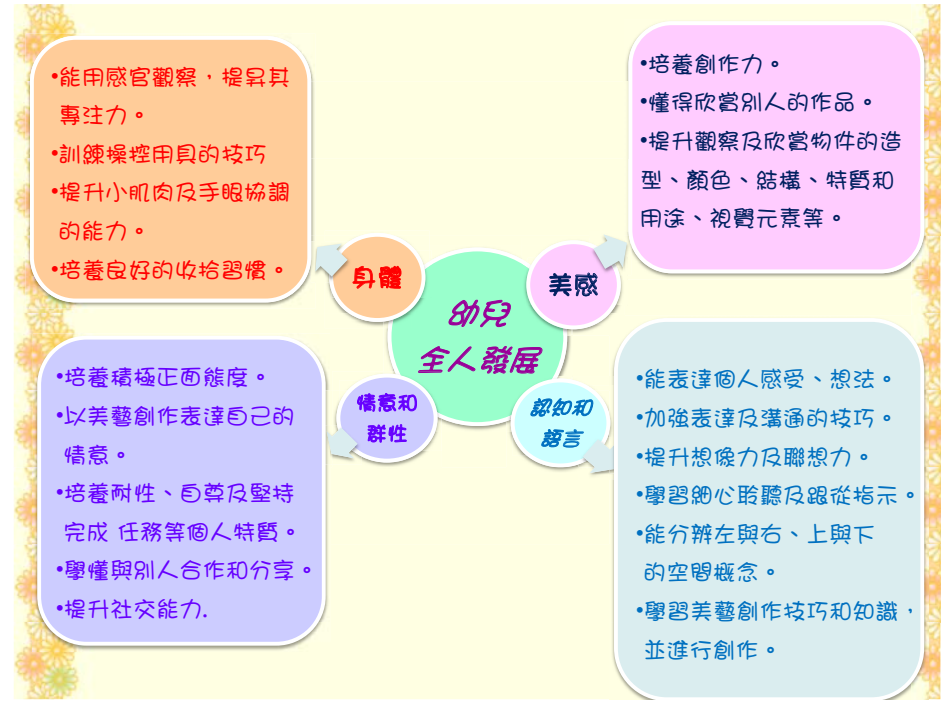 •能用感官觀察，提昇其
專注力。
•訓練操控用具的技巧
•提升小肌肉及手眼協調
的能力。
•培養良好的收拾習慣。
•培養創作力。
•懂得欣賞別人的作品。
•提升觀察及欣賞物件的造
型、顏色、結構、特質和
用途、視覺元素等。
身體
美感
幼兒
全人發展
情意和
群性
認知和
語言
•培養積極正面態度。
•以美藝創作表達自己的
情意。
•培養耐性、自尊及堅持
完成 任務等個人特質。
•學懂與別人合作和分享。
•提升社交能力.
•能表達個人感受、想法。
•加強表達及溝通的技巧。
•提升想像力及聯想力。
•學習細心聆聽及跟從指示。
•能分辨左與右、上與下
的空間概念。
•學習美藝創作技巧和知識，
並進行創作。